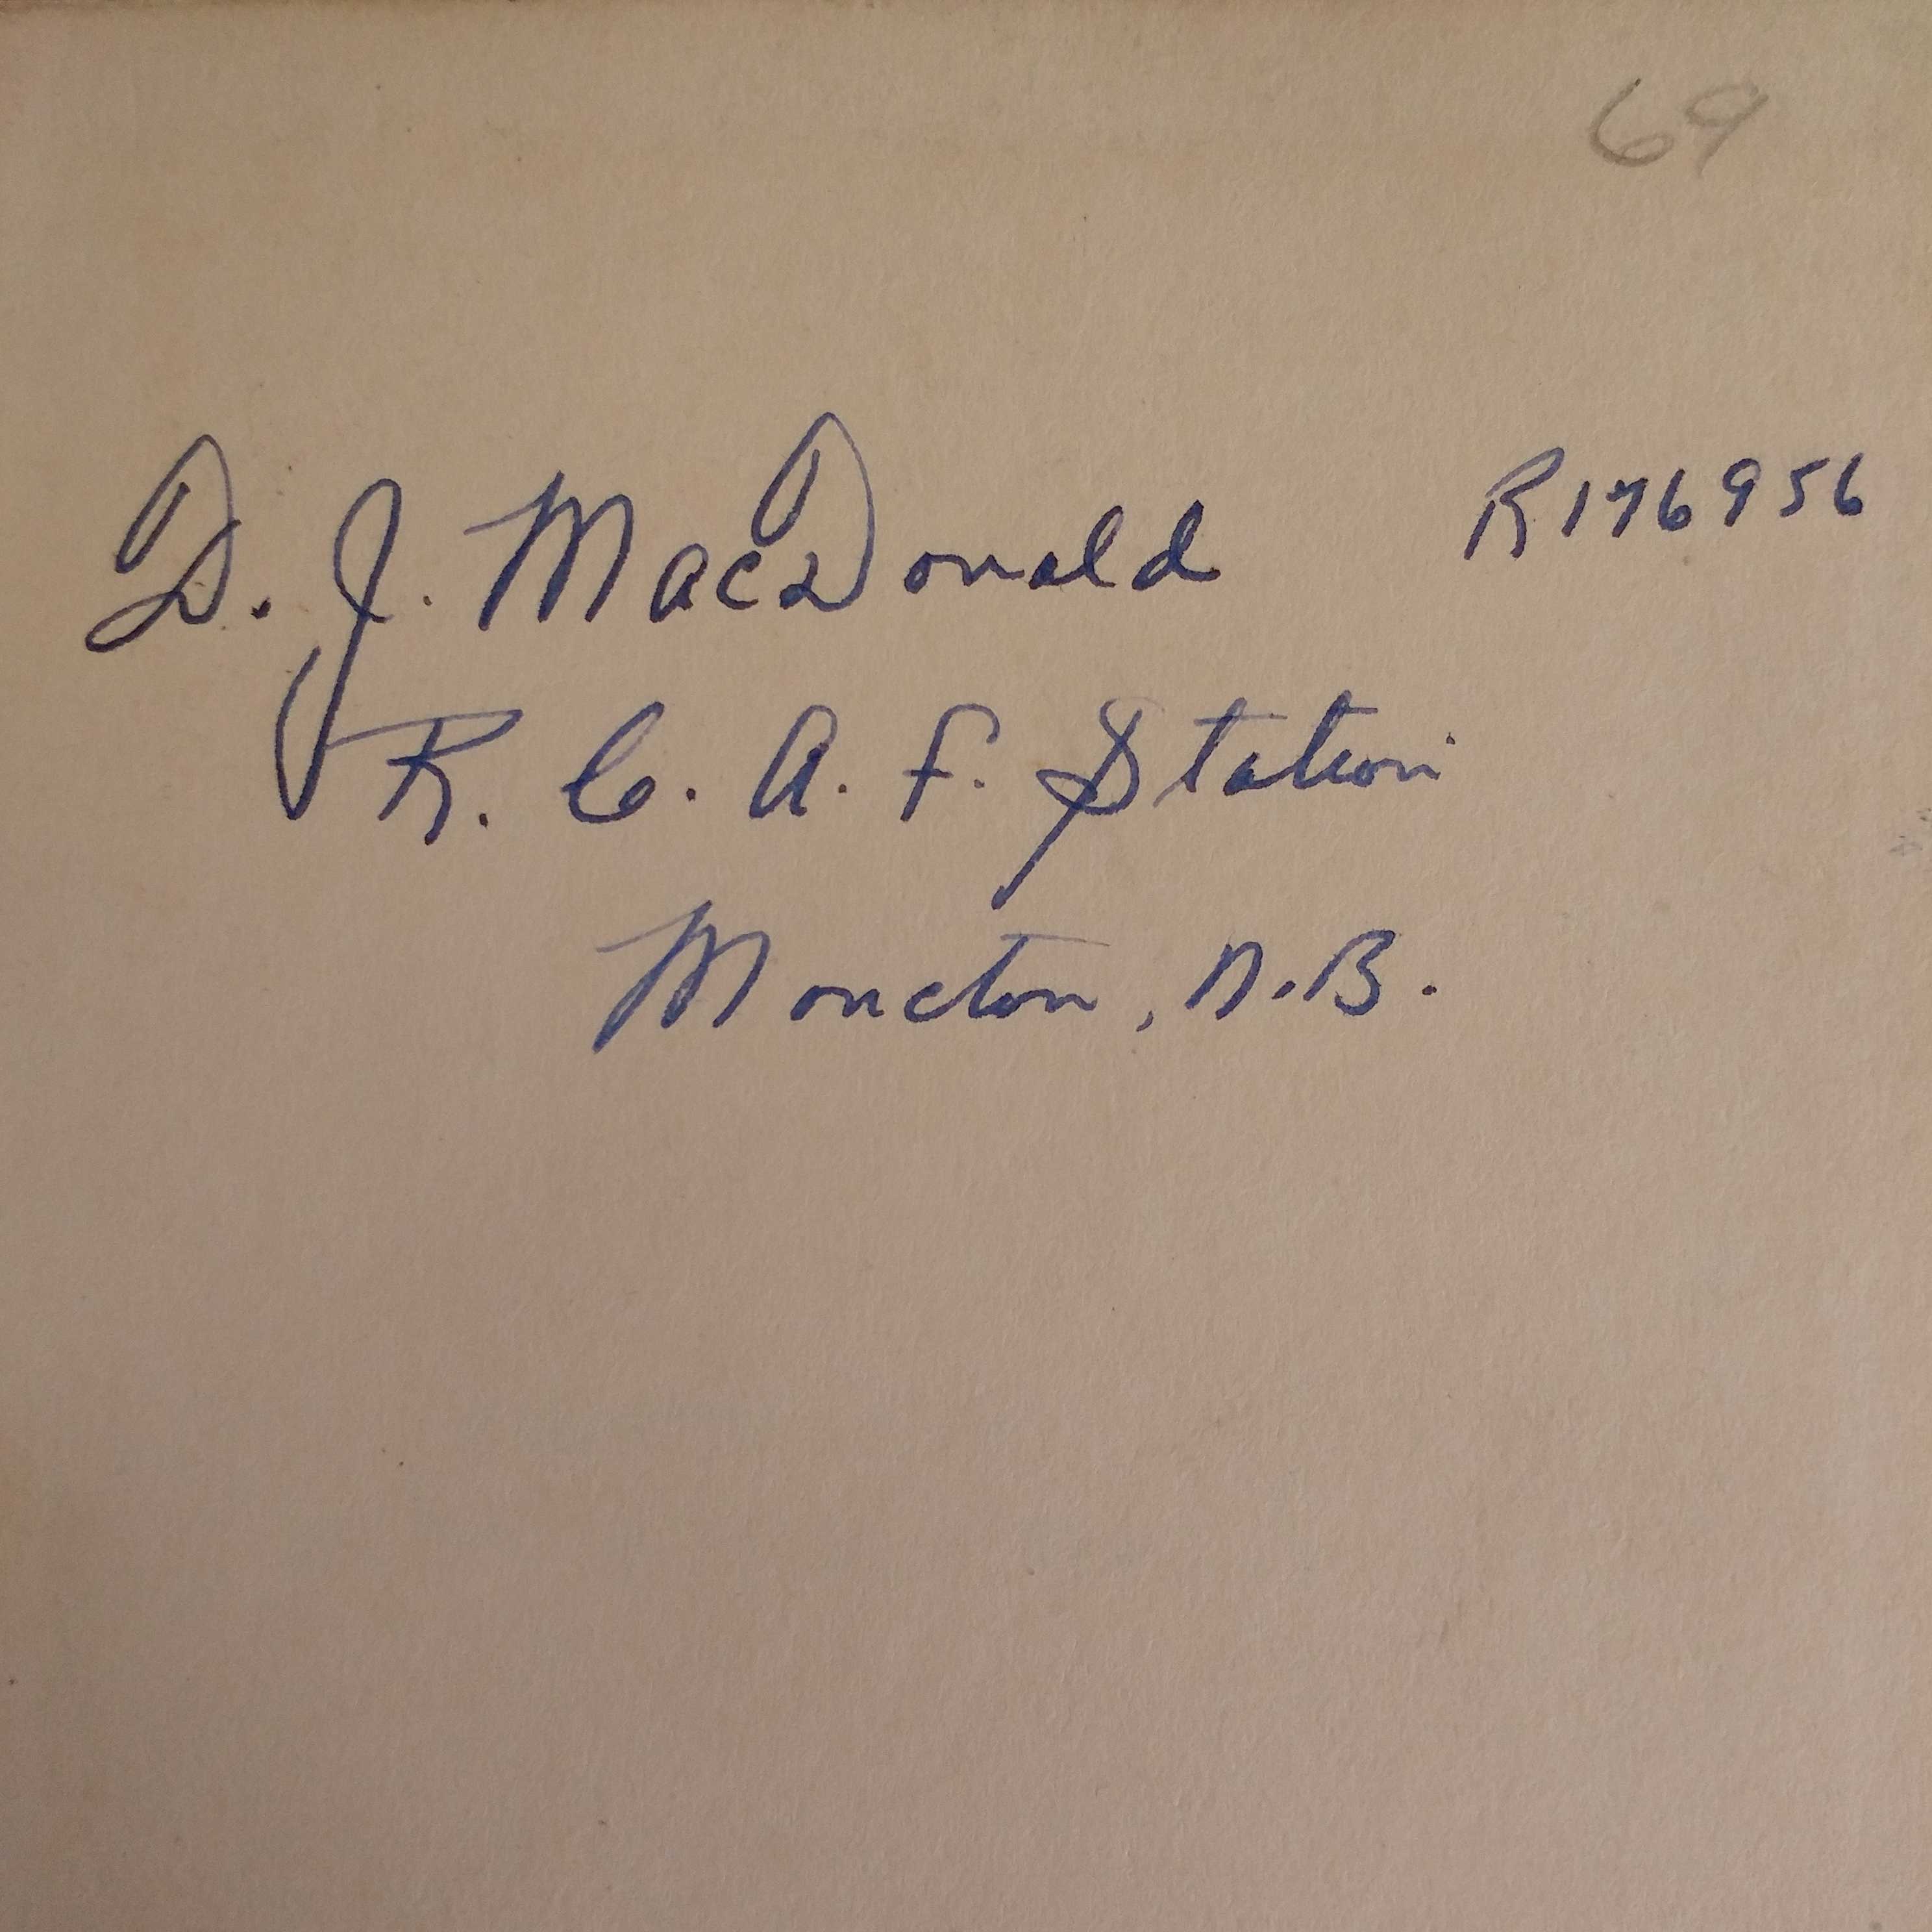 69
D. J. MacDonald R176956
R. C. A. F. Station
Moncton, N.B.